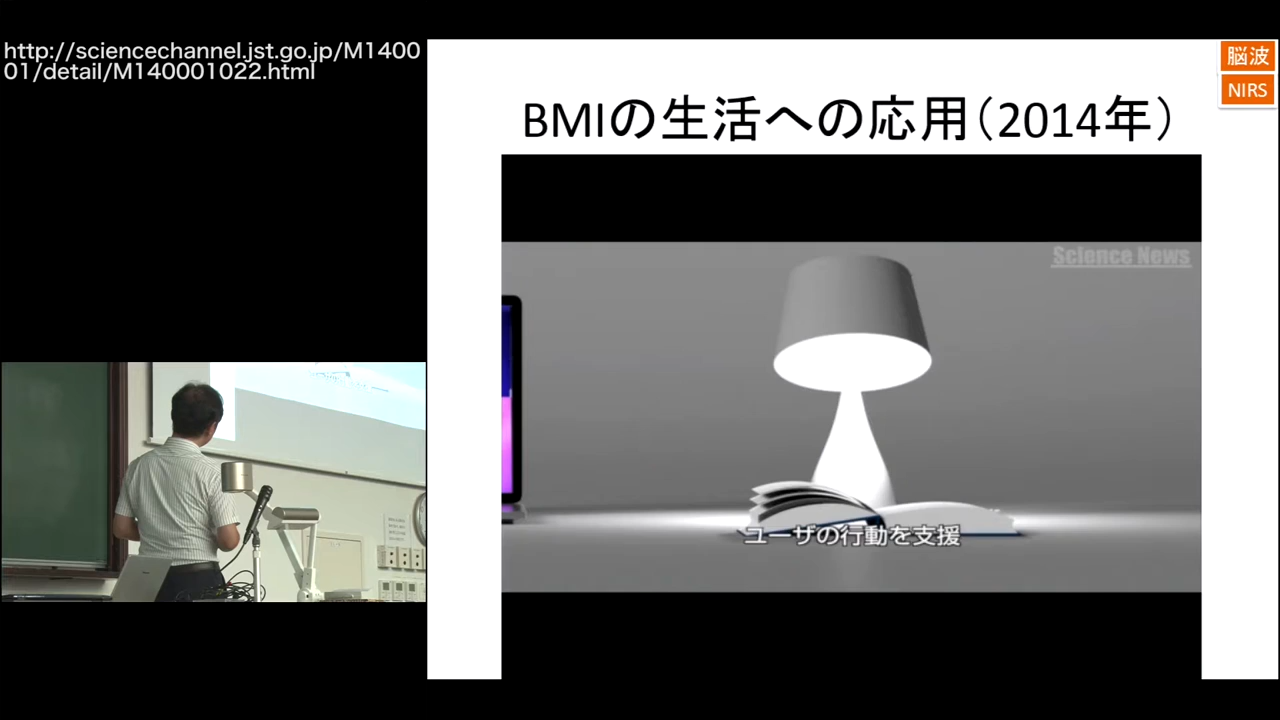 http://sciencechannel.jst.go.jp/M1400
01/detail/M140001022.html
脳波
NIRS
BMIの生活への応用（2014年）
Science News
ユーザの行動を支援